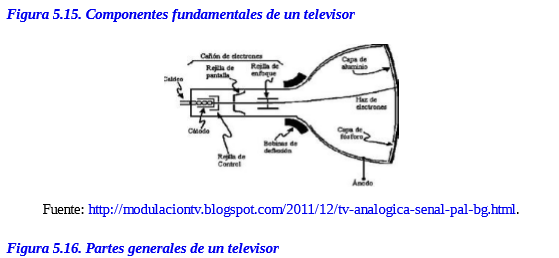 Figura 5.15. Componentes fundamentales de un televisor
Cañón de electrones
Rejilla de
pantalla
Rejilla de
enfoque
Capa de
aluminio
Caldeo
Haz de
electrones
Cátodo
Rejilla de
Control
Bobinas de
deflexión
Capa de
fósforo
Ánodo
Fuente: http://modulaciontv.blogspot.com/2011/12/tv-analogica-senal-pal-bg.html.
Figura 5.16. Partes generales de un televisor